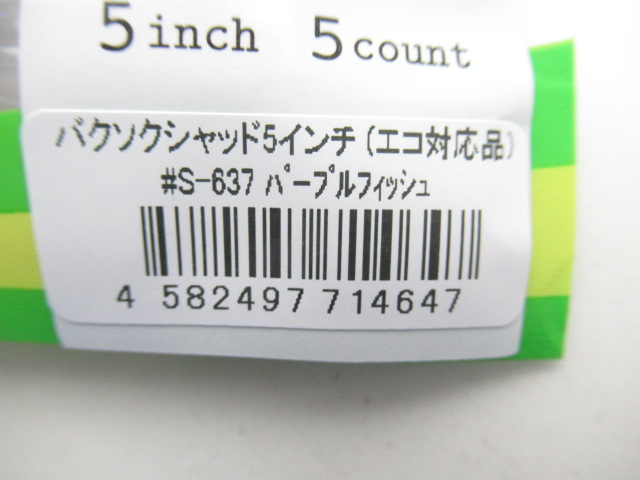 5 inch 5 count
バクソクシャッド5インチ(エコ対応品)
#S-637 ﾊﾟｰﾌﾟﾙﾌｨｯｼｭ
4 582497 714647